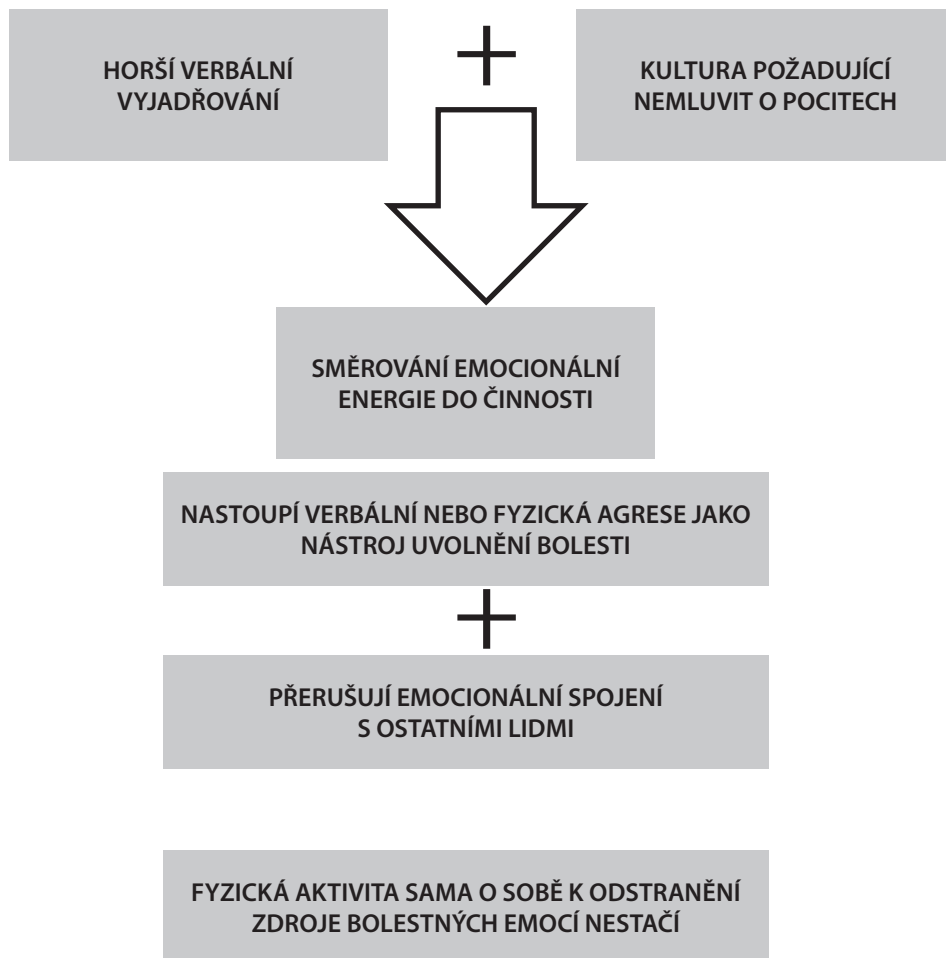 HORŠÍ VERBÁLNÍ
VYJADŘOVÁNÍ
+
KULTURA POŽADUJÍCÍ
NEMLUVIT O POCITECH
SMĚROVÁNÍ EMOCIONÁLNÍ
ENERGIE DO ČINNOSTI
NASTOUPÍ VERBÁLNÍ NEBO FYZICKÁ AGRESE JAKO
NÁSTROJ UVOLNĚNÍ BOLESTI
+
PŘERUŠUJÍ EMOCIONÁLNÍ SPOJENÍ
S OSTATNÍMI LIDMI
FYZICKÁ AKTIVITA SAMA O SOBĚ K ODSTRANĚNÍ
ZDROJE BOLESTNÝCH EMOCÍ NESTAČÍ